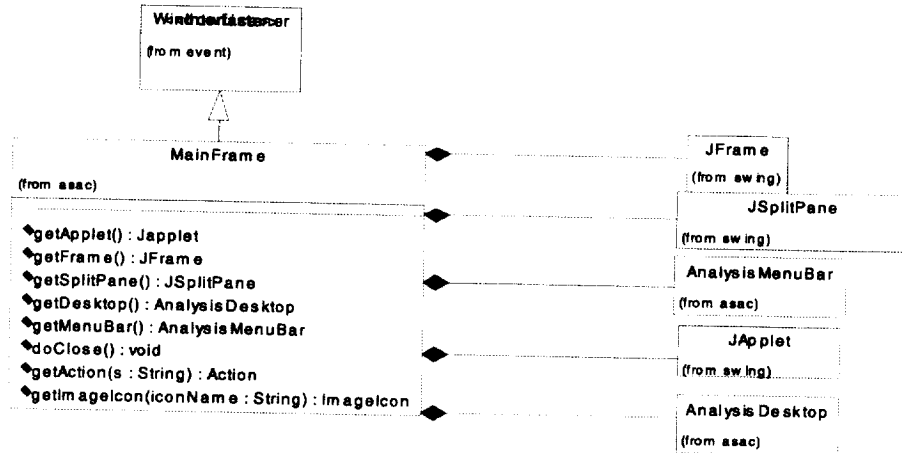 (from event)
MainFrame
(from asac)
getApplet() : Japplet
getFrame() : JFrame
getSplitPane() : JSplitPane
getDesktop() : AnalysisDesktop
getMenuBar() : AnalysisMenuBar
doClose() : void
getAction(s : String) : Action
getImageIcon(iconName : String) : ImageIcon
JFrame
(from swing)
JSplitPane
(from swing)
AnalysisMenuBar
(from asac)
JApplet
(from swing)
AnalysisDesktop
(from asac)